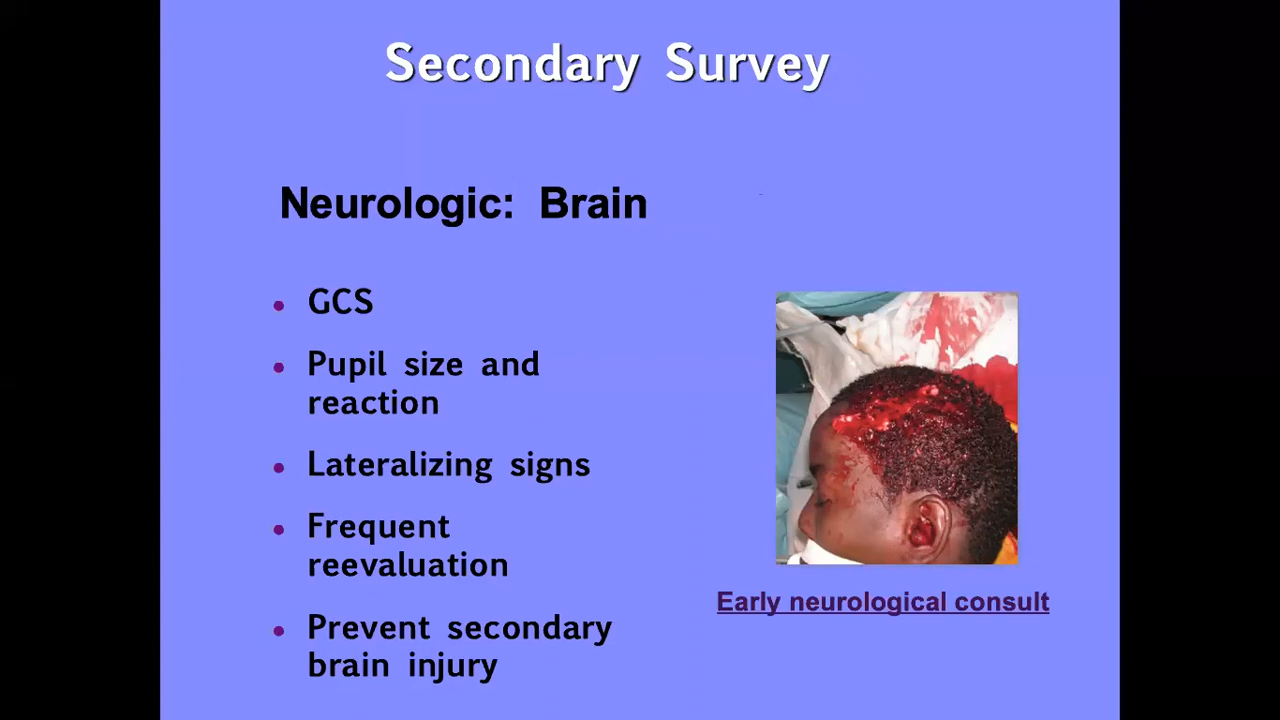 Secondary Survey
Neurologic: Brain
• GCS
• Pupil size and
reaction
• Lateralizing signs
• Frequent
reevaluation
• Prevent secondary
brain injury
Early neurological consult